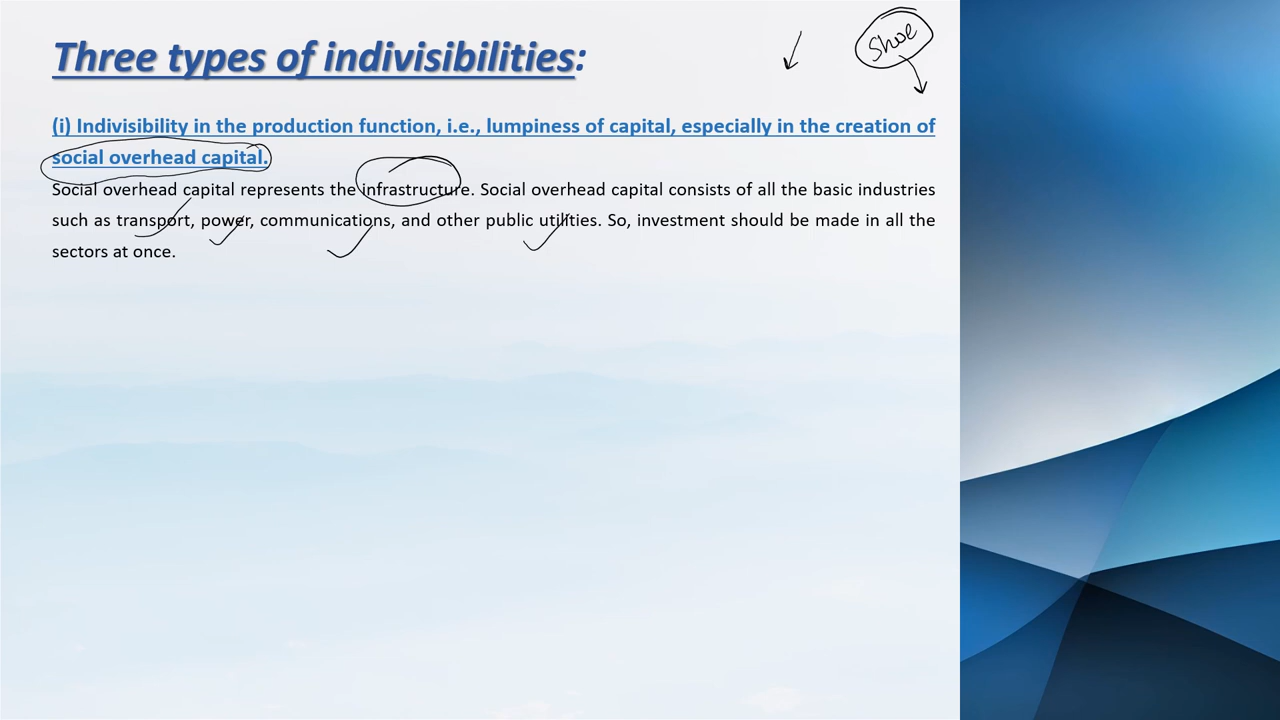 Three types of indivisibilities:
Shoe
(i) Indivisibility in the production function, i.e., lumpiness of capital, especially in the creation of
social overhead capital.
Social overhead capital represents the infrastructure. Social overhead capital consists of all the basic industries
such as transport, power, communications, and other public utilities. So, investment should be made in all the
sectors at once.